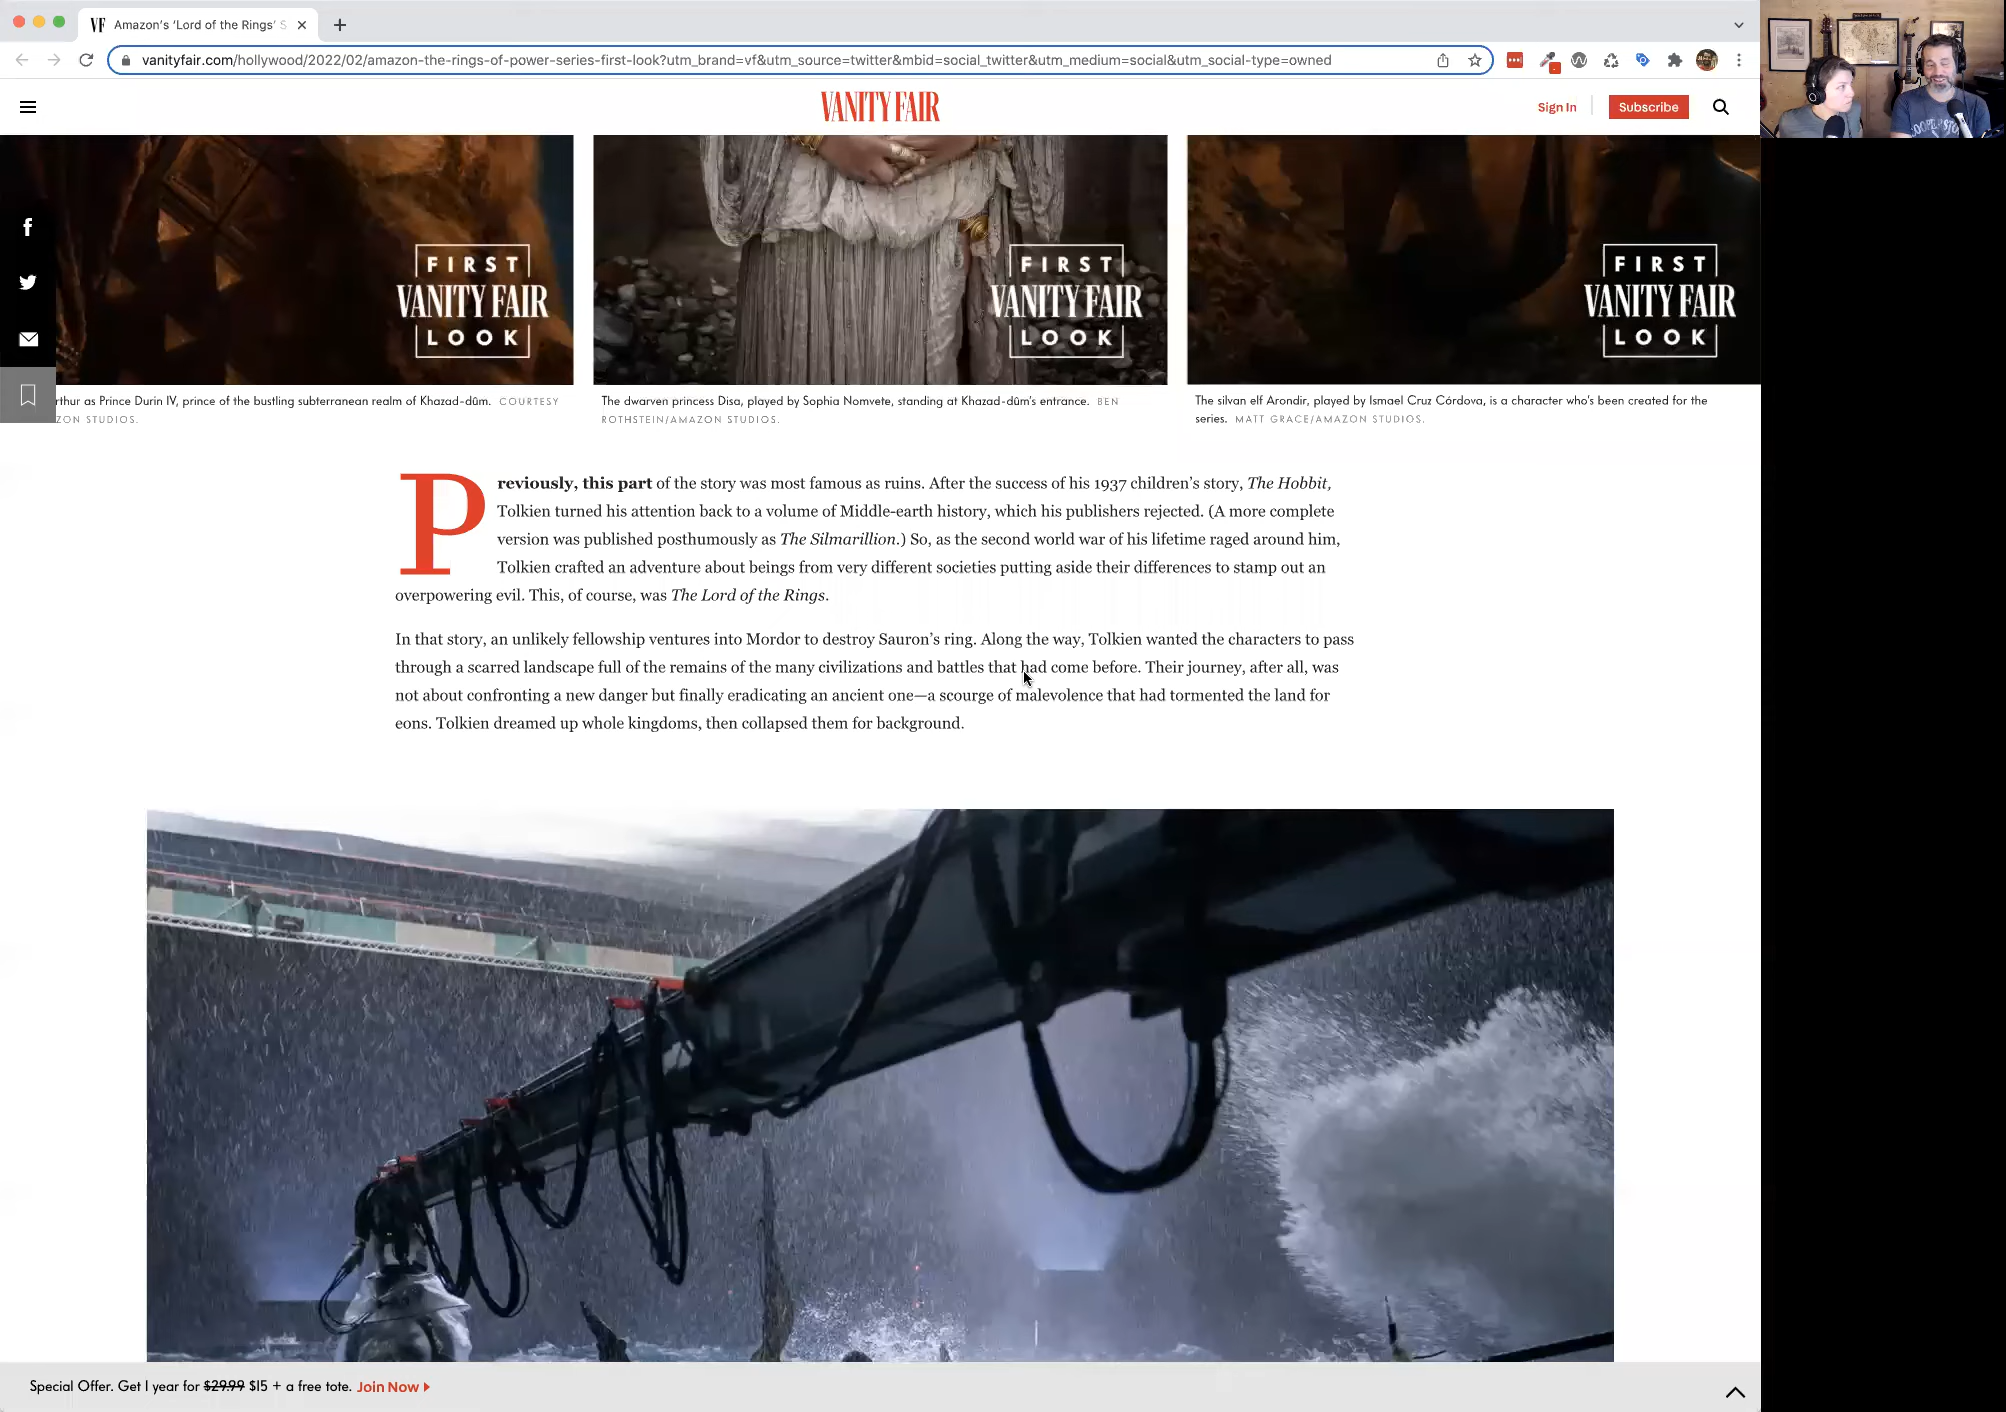 VF Amazon's 'Lord of the Rings' S
vanityfair.com/hollywood/2022/02/amazon-the-rings-of-power-series-first-look?utm_brand=vf&utm_source=twitter&mbid=social_twitter&utm_medium=social&utm_social-type=owned
VANITY FAIR
Sign In
Subscribe
FIRST
VANITY FAIR
LOOK
FIRST
VANITY FAIR
LOOK
FIRST
VANITY FAIR
LOOK
rthur as Prince Durin IV, prince of the bustling subterranean realm of Khazad-dûm. COURTESY
ZON STUDIOS.
The dwarven princess Disa, played by Sophia Nomvete, standing at Khazad-dûm's entrance. BEN
ROTHSTEIN/AMAZON STUDIOS.
The silvan elf Arondir, played by Ismael Cruz Córdova, is a character who's been created for the
series. MATT GRACE/AMAZON STUDIOS.
Previously, this part of the story was most famous as ruins. After the success of his 1937 children's story, The Hobbit,
Tolkien turned his attention back to a volume of Middle-earth history, which his publishers rejected. (A more complete
version was published posthumously as The Silmarillion.) So, as the second world war of his lifetime raged around him,
Tolkien crafted an adventure about beings from very different societies putting aside their differences to stamp out an
overpowering evil. This, of course, was The Lord of the Rings.
In that story, an unlikely fellowship ventures into Mordor to destroy Sauron's ring. Along the way, Tolkien wanted the characters to pass
through a scarred landscape full of the remains of the many civilizations and battles that had come before. Their journey, after all, was
not about confronting a new danger but finally eradicating an ancient one—a scourge of malevolence that had tormented the land for
eons. Tolkien dreamed up whole kingdoms, then collapsed them for background.
Special Offer. Get 1 year for $29.99 $15 + a free tote. Join Now